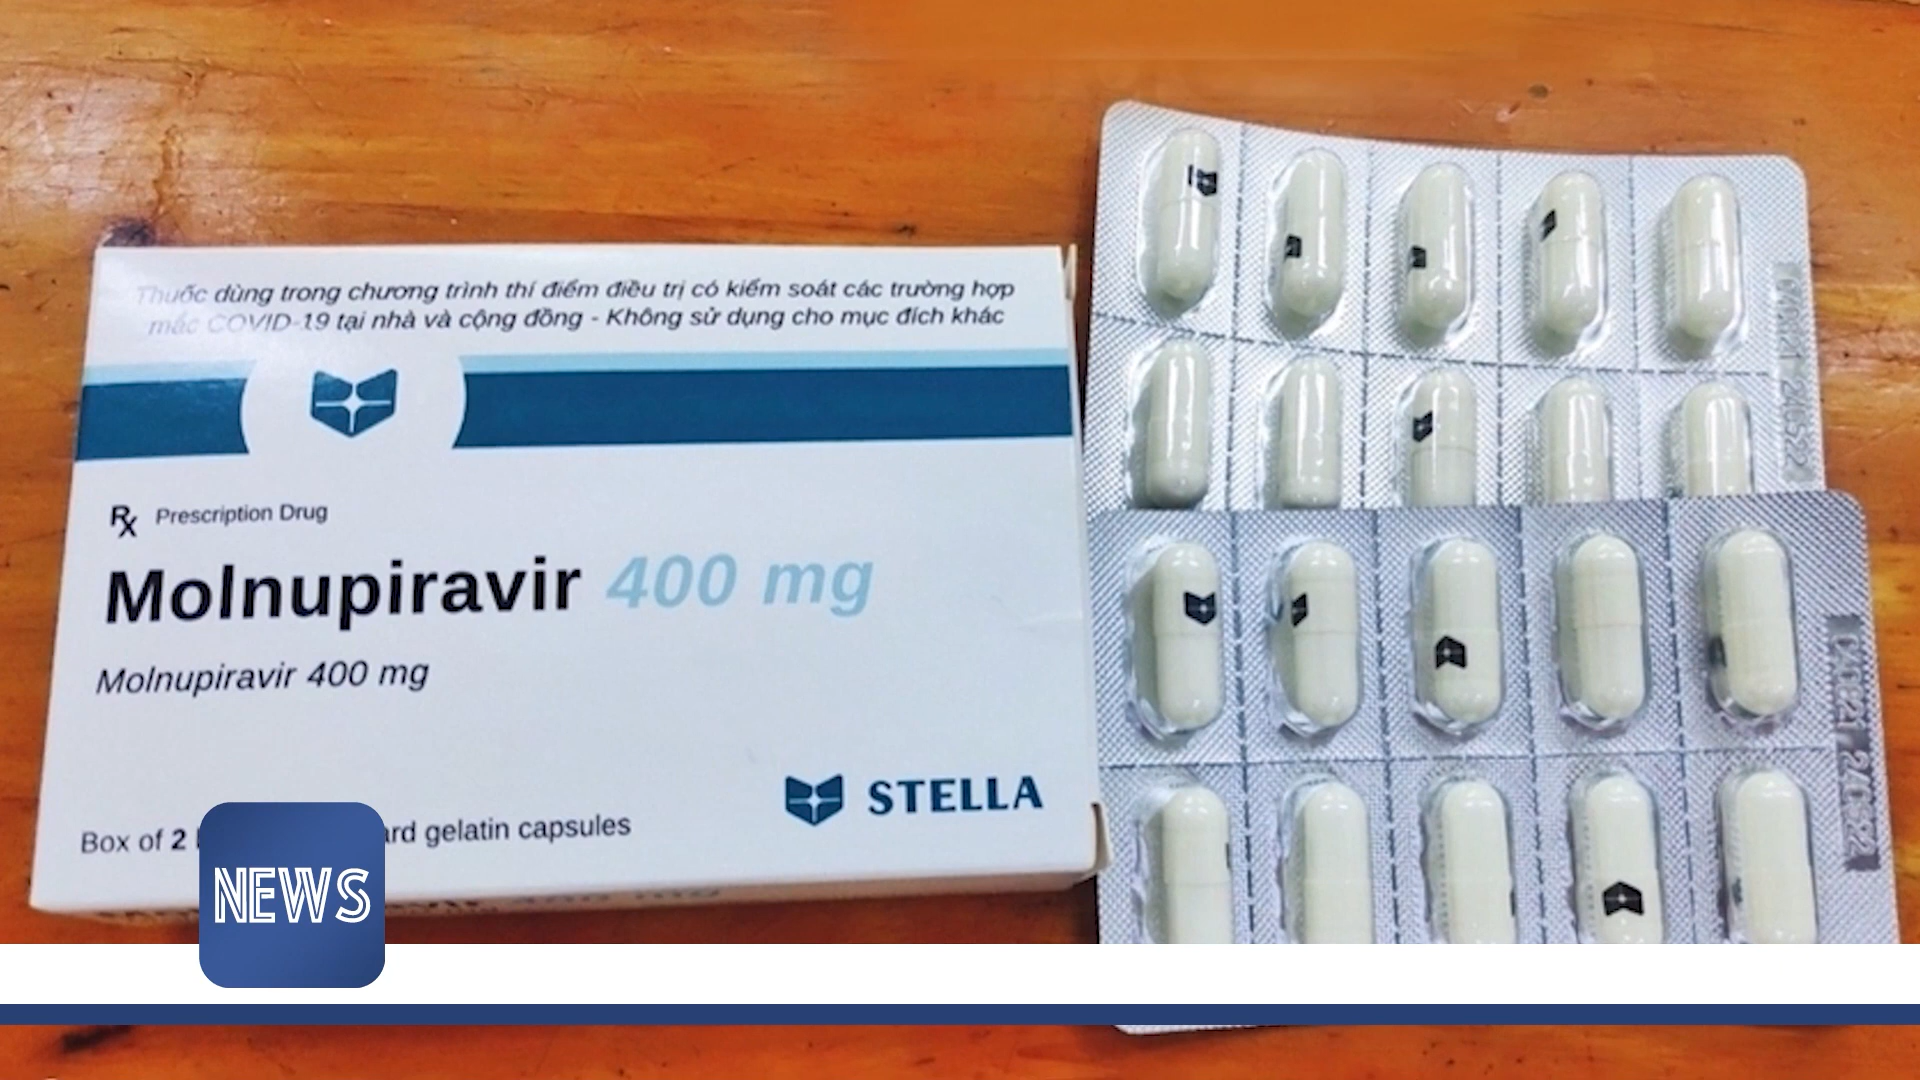 Thuốc dùng trong chương trình thí điểm điều trị có kiểm soát các trường hợp
mắc COVID-19 tại nhà và cộng đồng - Không sử dụng cho mục đích khác
Rx Prescription Drug
Molnupiravir 400 mg
Molnupiravir 400 mg
STELLA
Box of 2
gelatin capsules
NEWS